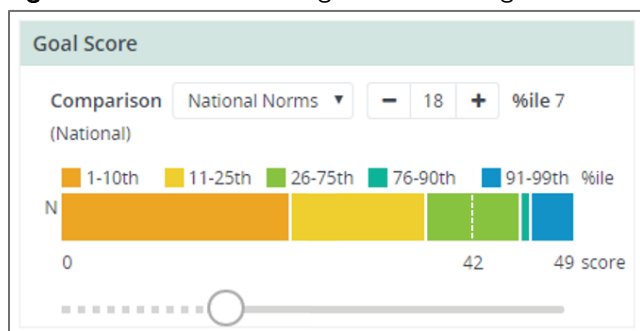 Goal Score
Comparison National Norms ▼ − 18 + %ile 7
(National)
1-10th 11-25th 26-75th 76-90th 91-99th %ile
N
0 42 49 score